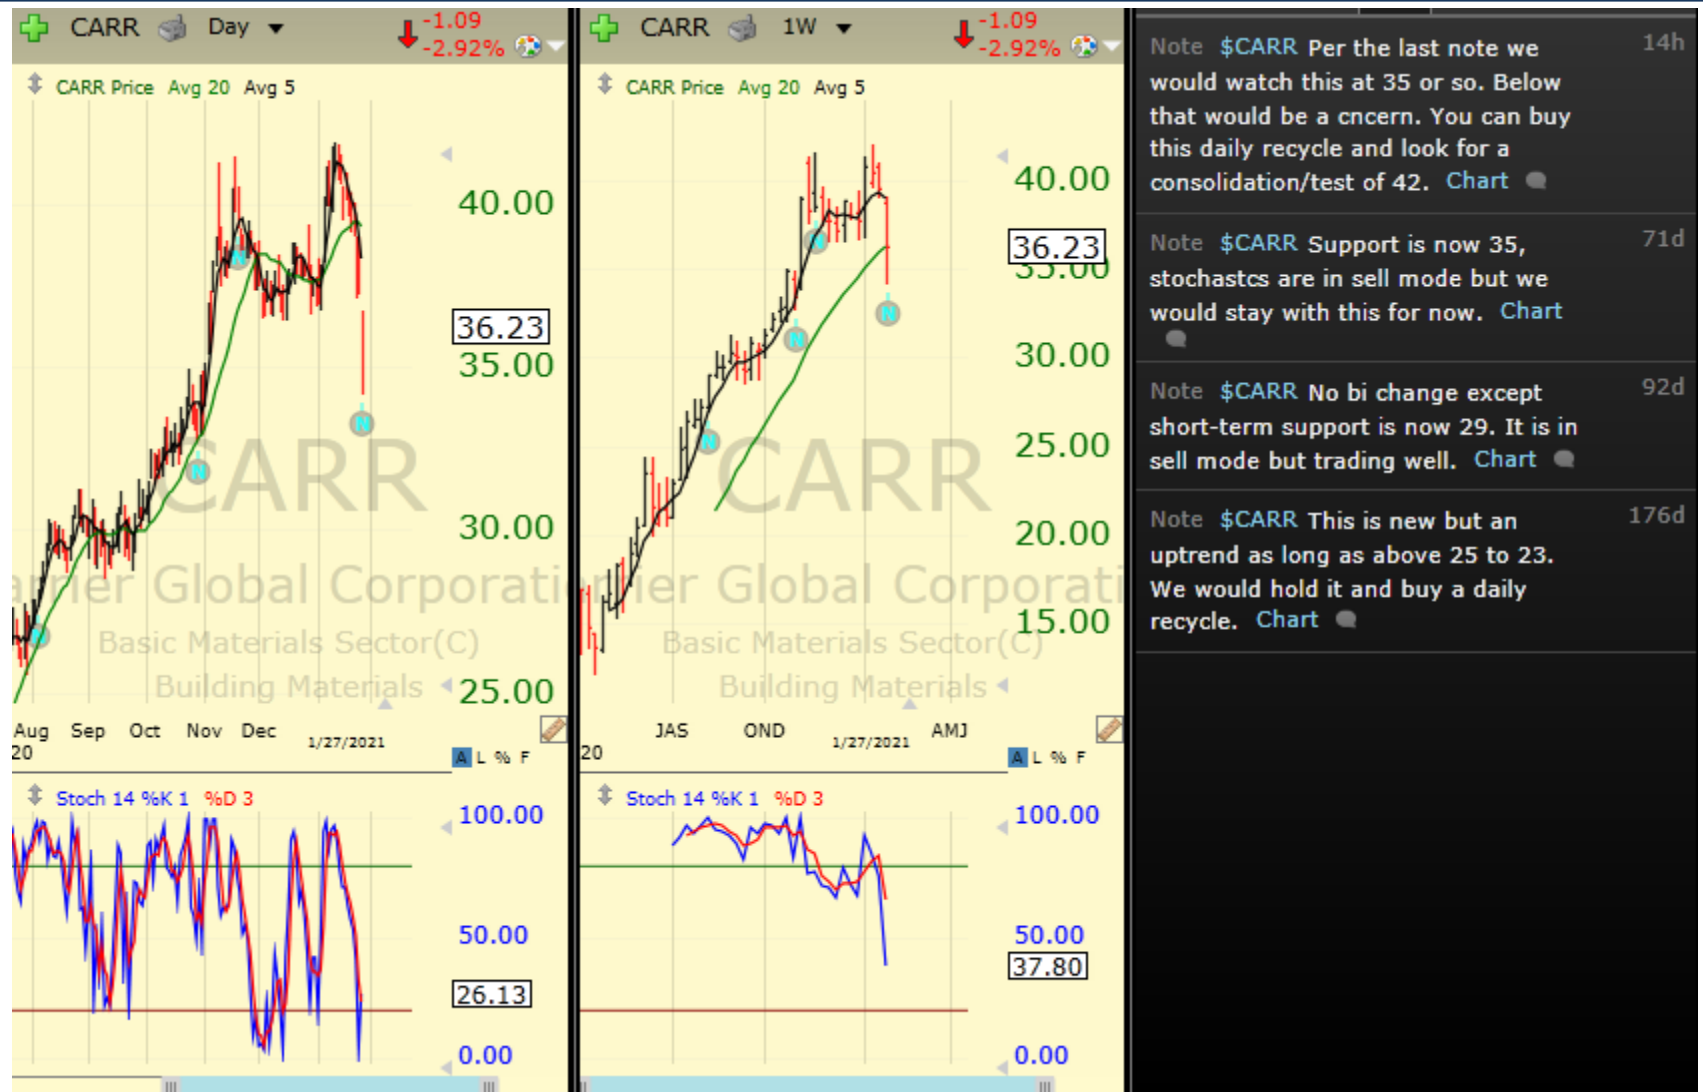 CARR Day
-1.09
-2.92%
CARR Price Avg 20 Avg 5
40.00
36.23
35.00
30.00
25.00
N
N
N
N
CARR
Basic Materials Sector(C)
Building Materials
Aug Sep Oct Nov Dec 1/27/2021
20
A L % F
Stoch 14 %K 1 %D 3
100.00
50.00
26.13
0.00
CARR 1W
-1.09
-2.92%
CARR Price Avg 20 Avg 5
40.00
36.23
35.00
30.00
25.00
20.00
15.00
N
N
N
N
CARR
rier Global Corporati
Basic Materials Sector(C)
Building Materials
JAS OND 1/27/2021 AMJ
20
A L % F
Stoch 14 %K 1 %D 3
100.00
50.00
37.80
0.00
Note $CARR Per the last note we 14h
would watch this at 35 or so. Below
that would be a cncern. You can buy
this daily recycle and look for a
consolidation/test of 42. Chart
Note $CARR Support is now 35, 71d
stochastcs are in sell mode but we
would stay with this for now. Chart
Note $CARR No bi change except 92d
short-term support is now 29. It is in
sell mode but trading well. Chart
Note $CARR This is new but an 176d
uptrend as long as above 25 to 23.
We would hold it and buy a daily
recycle. Chart